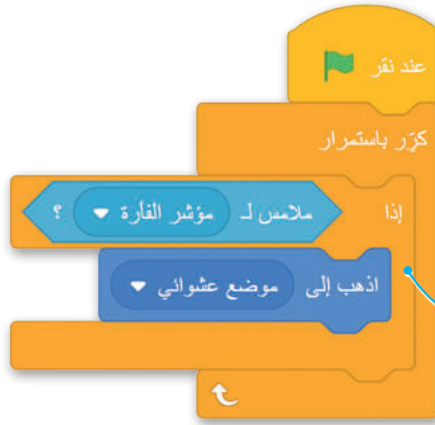 عند نقر
كرّر باستمرار
إذا ملامس لـ مؤشر الفأرة ؟
اذهب إلى موضع عشوائي